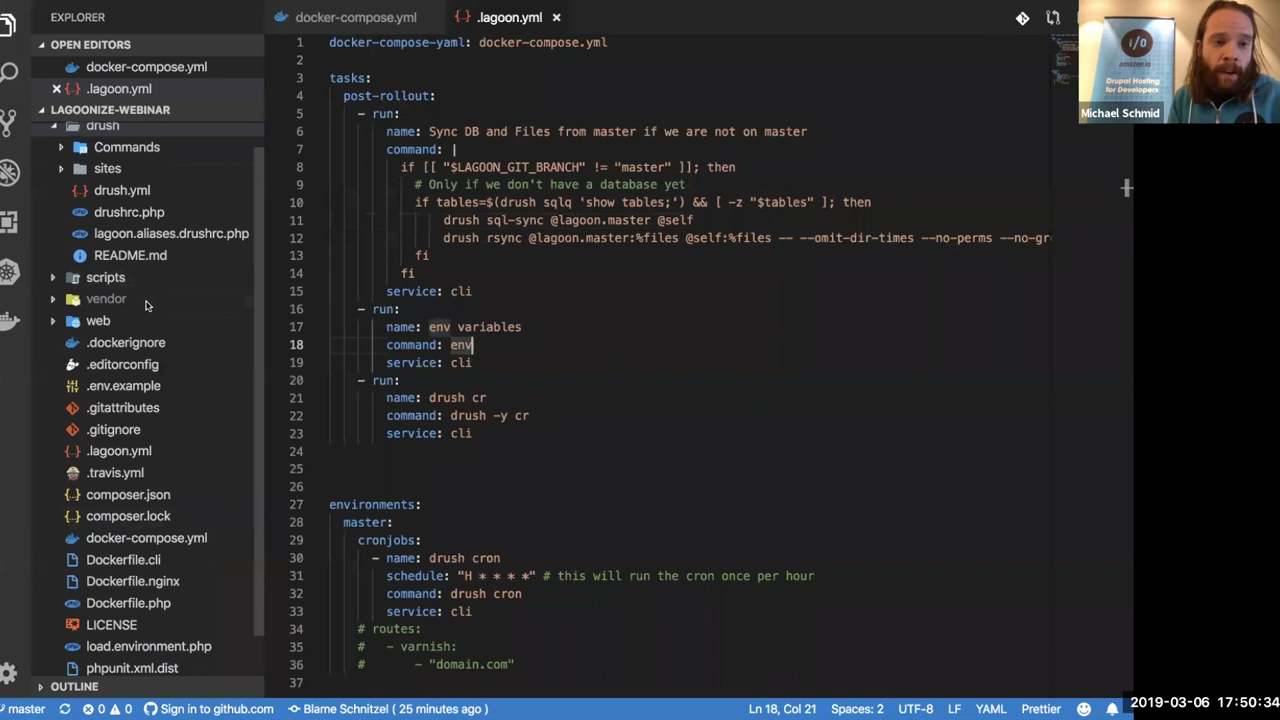 EXPLORER
OPEN EDITORS
docker-compose.yml
.lagoon.yml
LAGOONIZE-WEBINAR
drush
Commands
sites
drush.yml
drushrc.php
lagoon.aliases.drushrc.php
README.md
scripts
vendor
web
.dockerignore
.editorconfig
.env.example
.gitattributes
.gitignore
.lagoon.yml
.travis.yml
composer.json
composer.lock
docker-compose.yml
Dockerfile.cli
Dockerfile.nginx
Dockerfile.php
LICENSE
load.environment.php
phpunit.xml.dist
OUTLINE
docker-compose.yml
.lagoon.yml
1 docker-compose-yaml: docker-compose.yml
2
3 tasks:
4 post-rollout:
5 - run:
6 name: Sync DB and Files from master if we are not on master
7 command: |
8 if [[ "$LAGOON_GIT_BRANCH" != "master" ]]; then
9 # Only if we don't have a database yet
10 if tables=$(drush sqlq 'show tables;') && [ -z "$tables" ]; then
11 drush sql-sync @lagoon.master @self
12 drush rsync @lagoon.master:%files @self:%files -- --omit-dir-times --no-perms --no-gr
13 fi
14 fi
15 service: cli
16 - run:
17 name: env variables
18 command: env
19 service: cli
20 - run:
21 name: drush cr
22 command: drush -y cr
23 service: cli
24
25
26
27 environments:
28 master:
29 cronjobs:
30 - name: drush cron
31 schedule: "H * * * *" # this will run the cron once per hour
32 command: drush cron
33 service: cli
34 # routes:
35 # - varnish:
36 # - "domain.com"
37
I/O
amazee.io
Drupal Hosting
for Developers
Michael Schmid
master
0
0
Sign in to github.com
Blame Schnitzel ( 25 minutes ago )
Ln 18, Col 21
Spaces: 2
UTF-8
LF
YAML
Prettier
2019-03-06 17:50:34